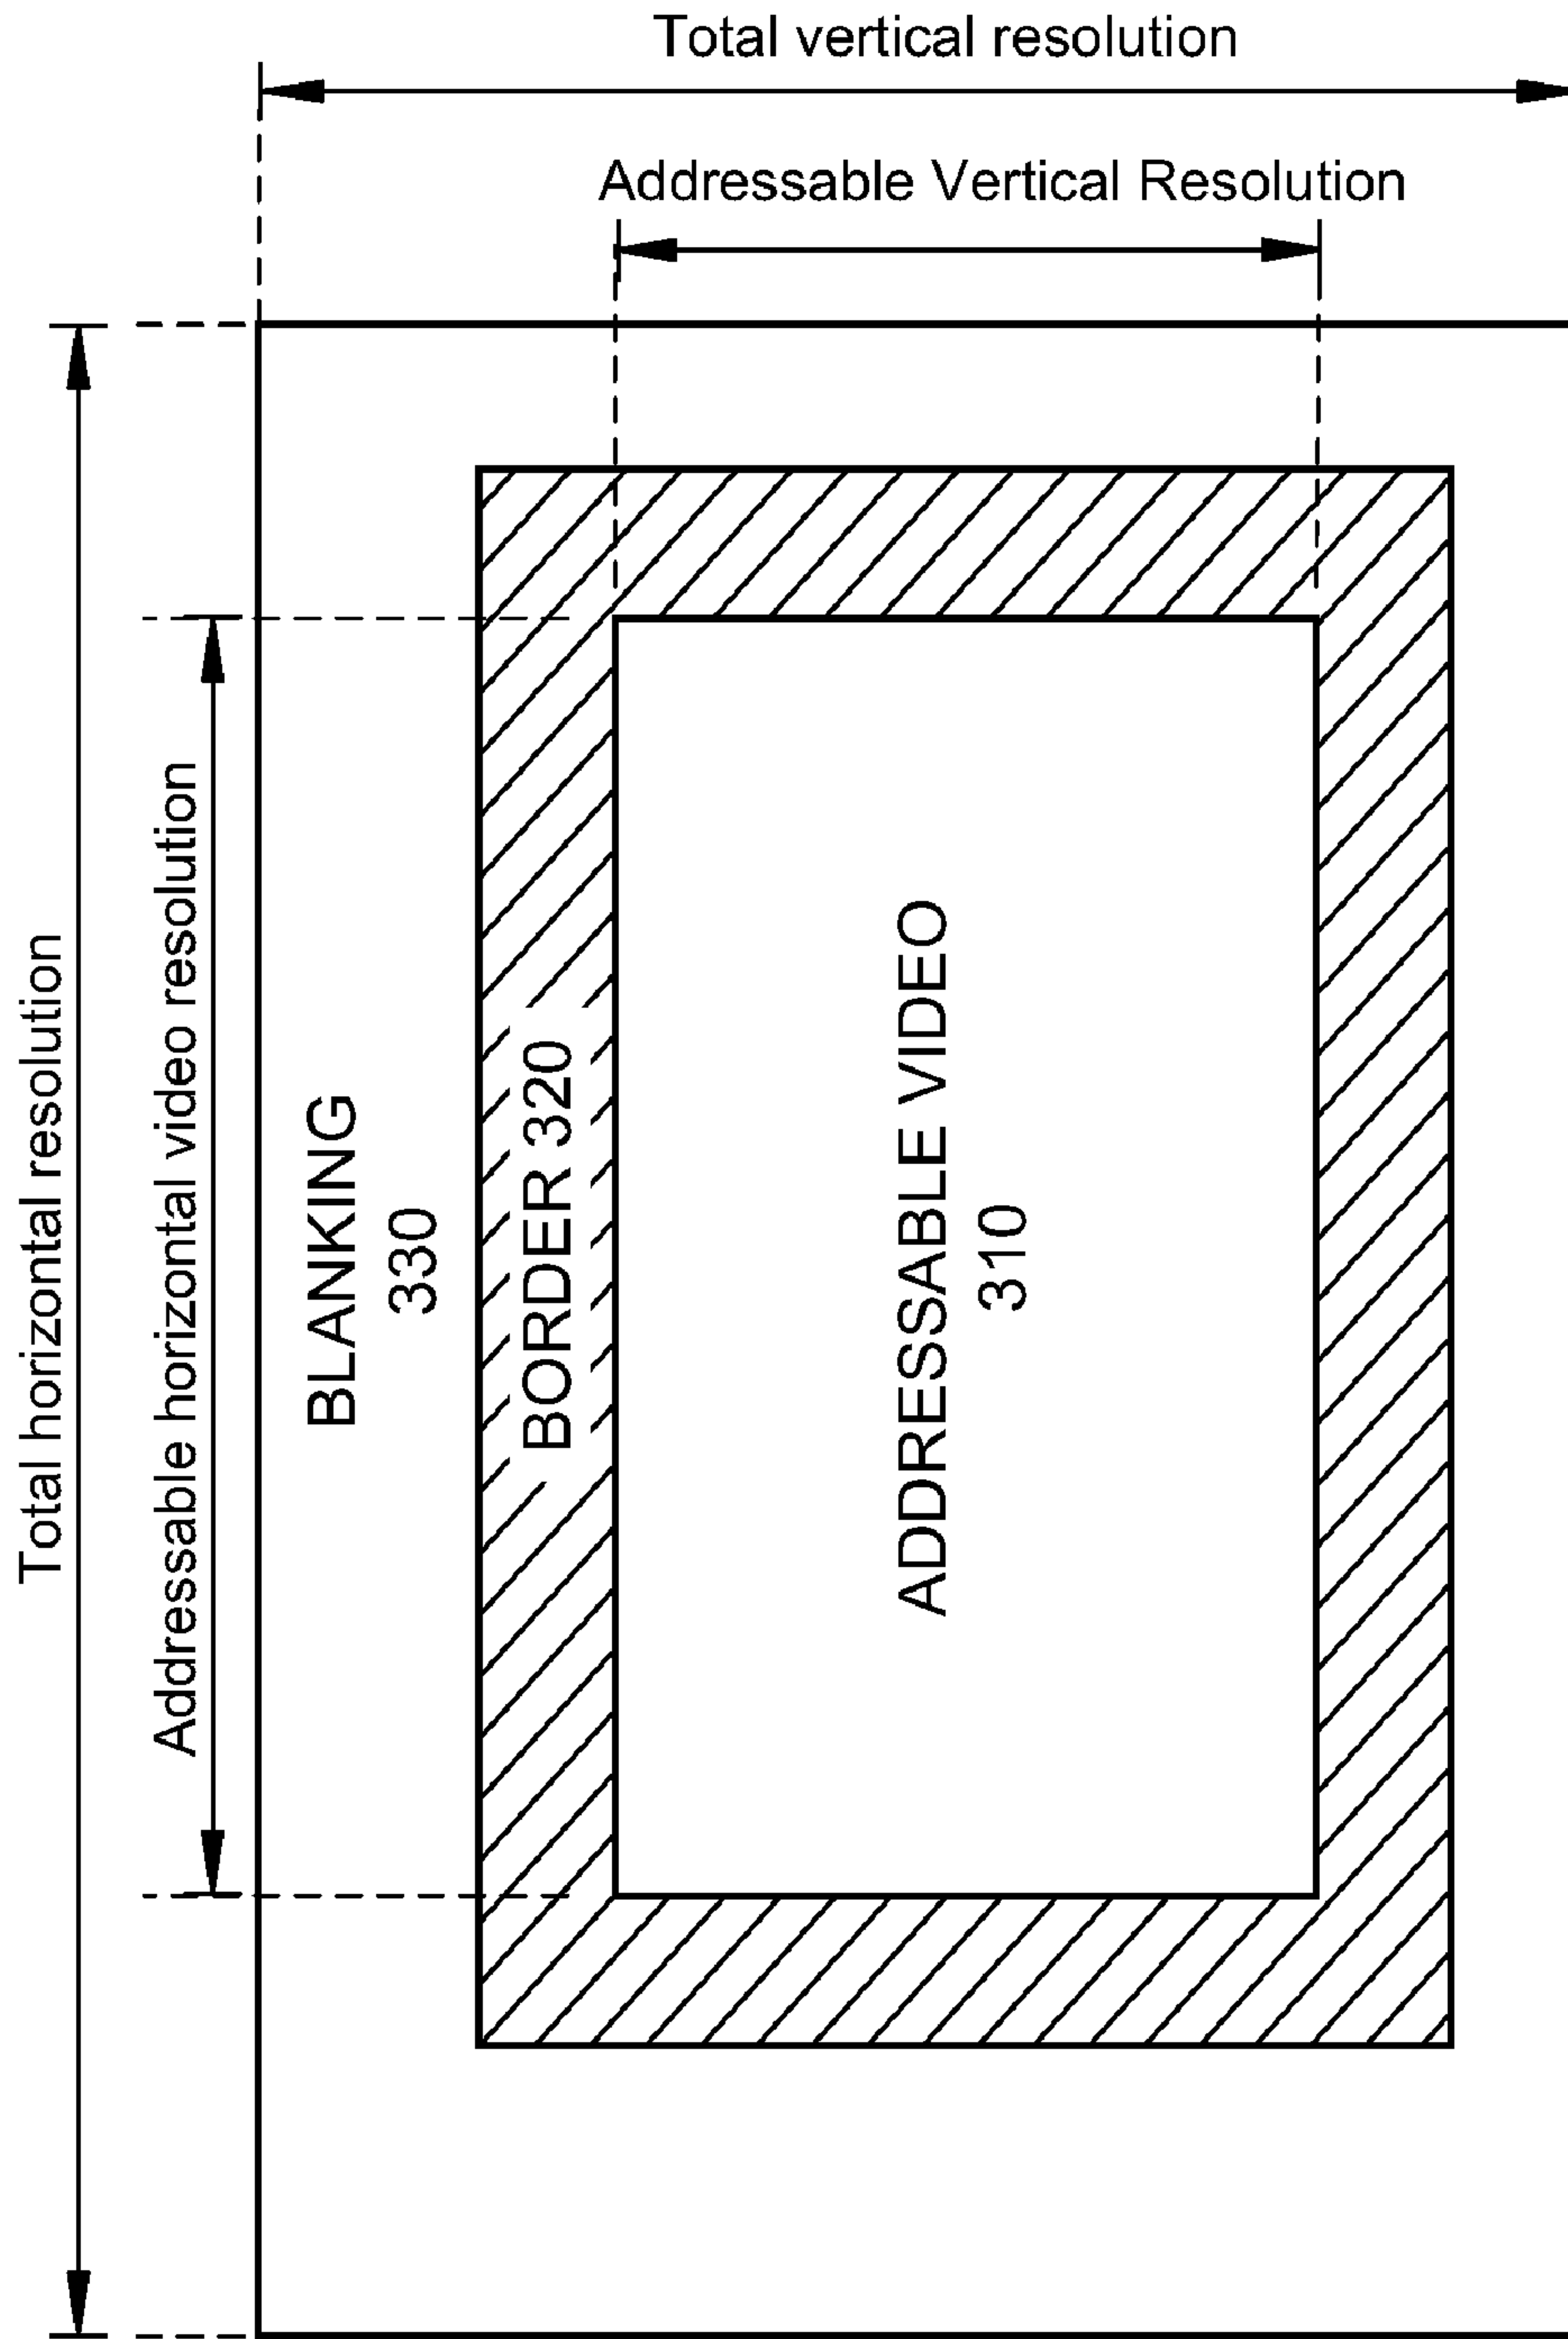 Total vertical resolution
Addressable Vertical Resolution
Total horizontal resolution
Addressable horizontal video resolution
BLANKING
330
BORDER 320
ADDRESSABLE VIDEO
310